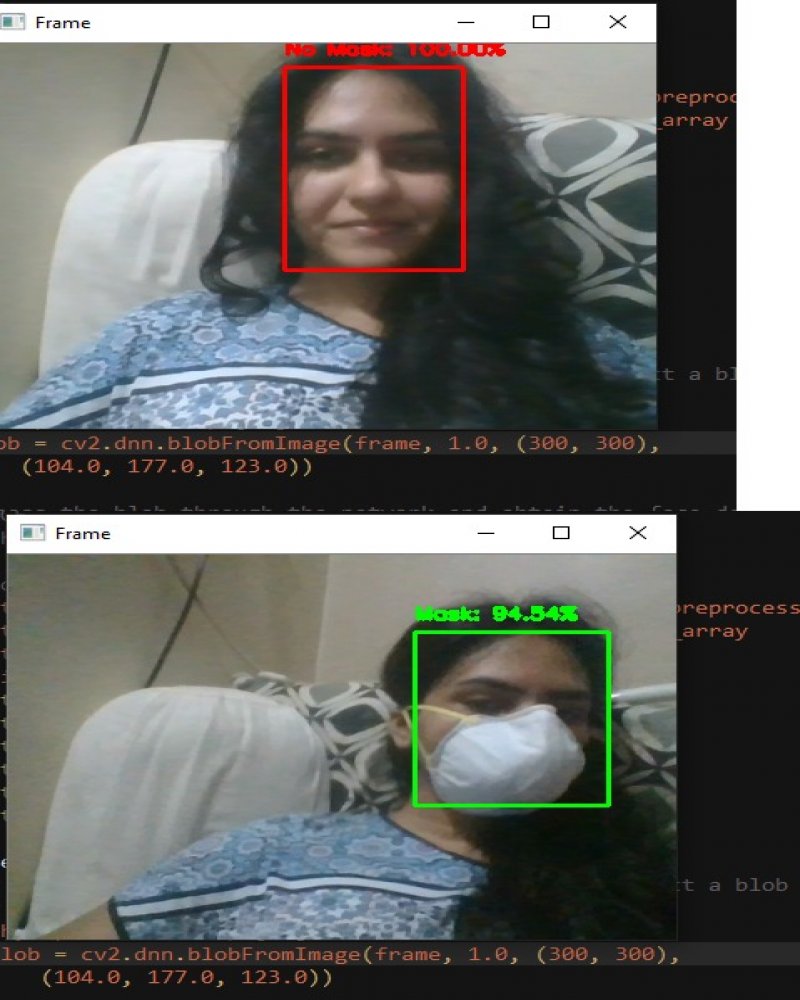 Frame
No Mask: 100.00%
preproc
_array
t a bl
ob = cv2.dnn.blobFromImage(frame, 1.0, (300, 300),
(104.0, 177.0, 123.0))
Frame
Mask: 94.54%
preprocess
_array
t a blob
lob = cv2.dnn.blobFromImage(frame, 1.0, (300, 300),
(104.0, 177.0, 123.0))